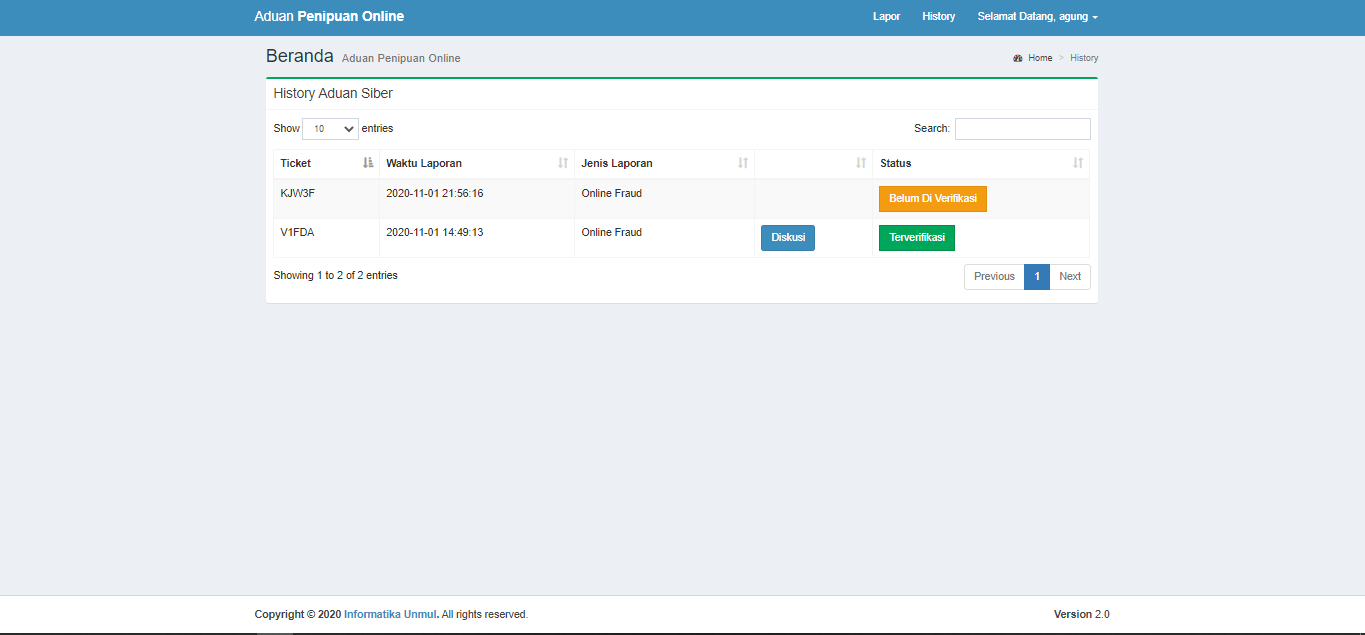 Aduan Penipuan Online Lapor History Selamat Datang, agung
Beranda Aduan Penipuan Online Home > History
History Aduan Siber
Show 10 entries Search:
Ticket Waktu Laporan Jenis Laporan Status
KJW3F 2020-11-01 21:56:16 Online Fraud Belum Di Verifikasi
V1FDA 2020-11-01 14:49:13 Online Fraud Diskusi Terverifikasi
Showing 1 to 2 of 2 entries Previous 1 Next
Copyright © 2020 Informatika Unmul. All rights reserved. Version 2.0